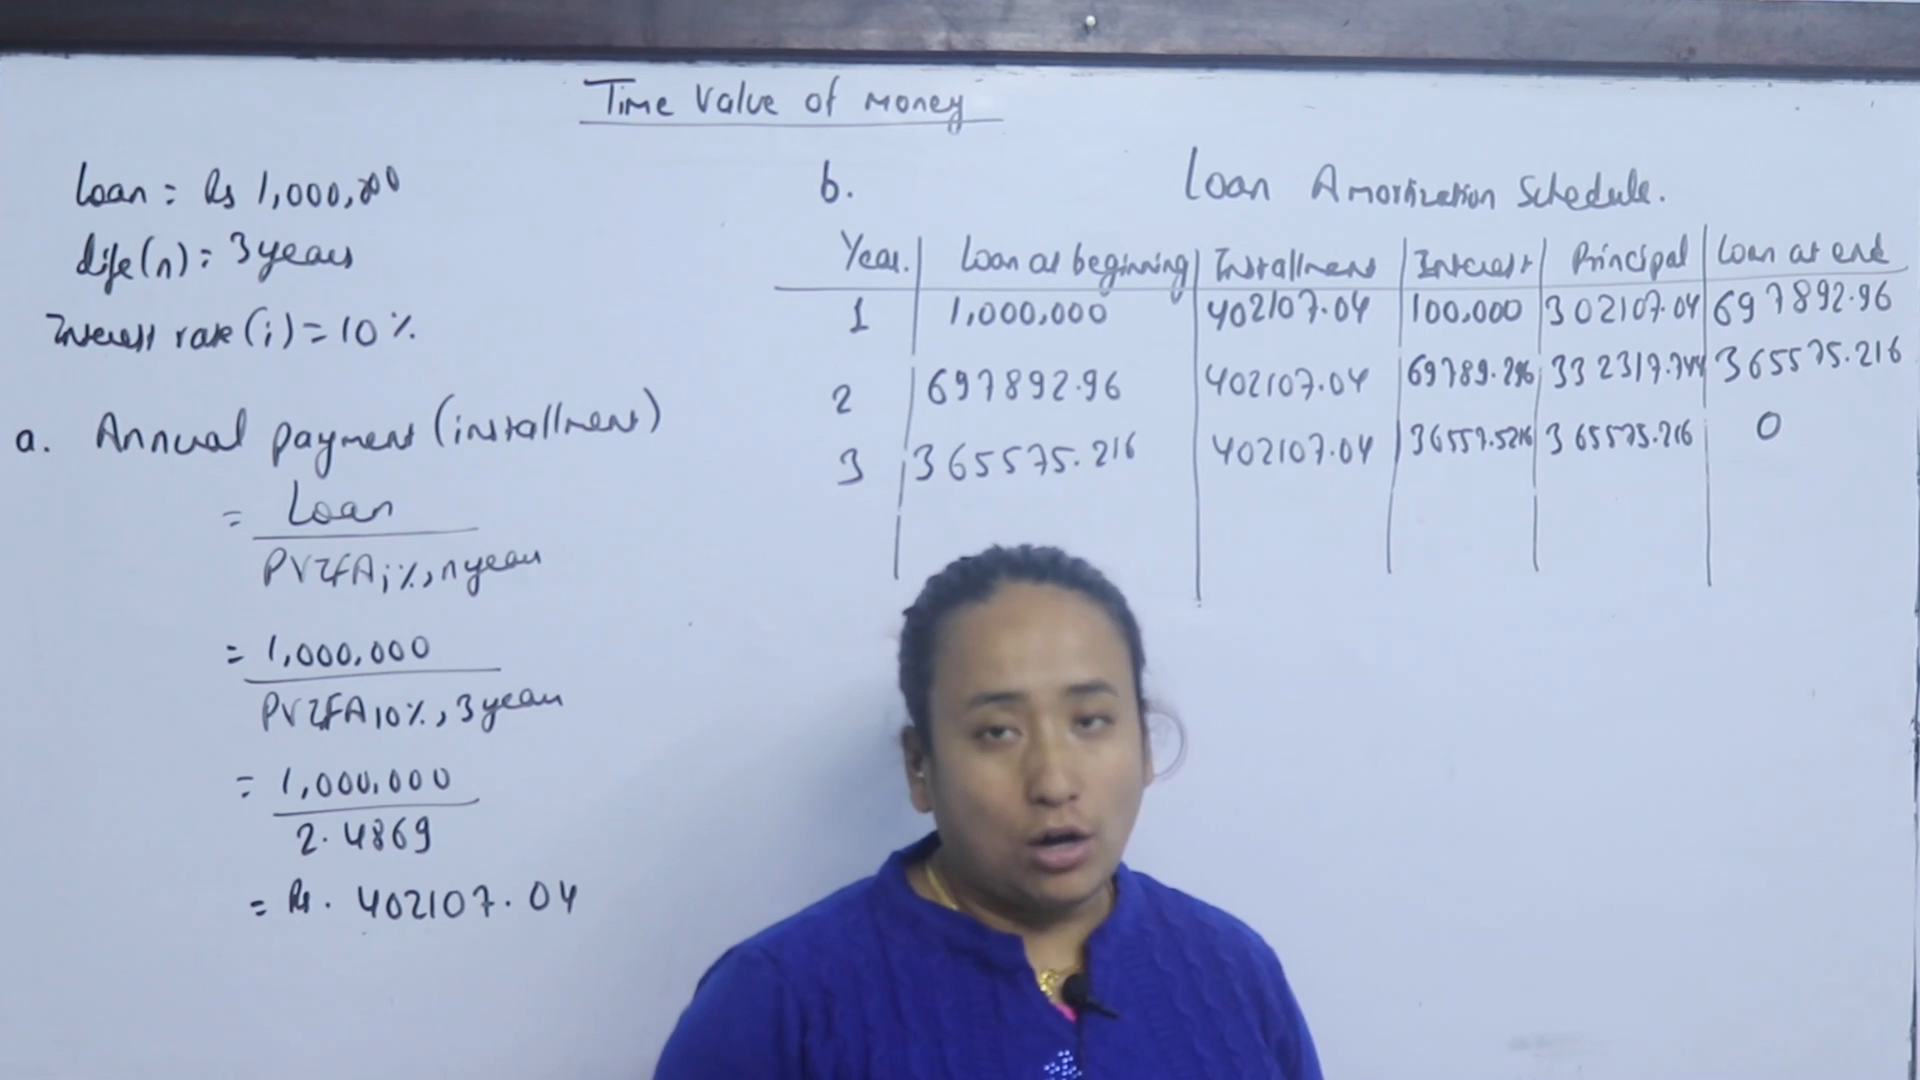 Time Value of money
Loan = Rs 1,000,000
Life(n) = 3 years
Interest rate (i) = 10%
a. Annual payment (installment)
= Loan
PVIFA i%, n year
= 1,000,000
PVIFA 10%, 3 year
= 1,000,000
2.4869
= Rs. 402107.04
b. Loan Amortization Schedule.
Year. Loan at beginning Installment Interest Principal Loan at end
1 1,000,000 402107.04 100,000 302107.04 697892.96
2 697892.96 402107.04 69789.296 332317.744 365575.216
3 365575.216 402107.04 36557.5216 365575.216 0